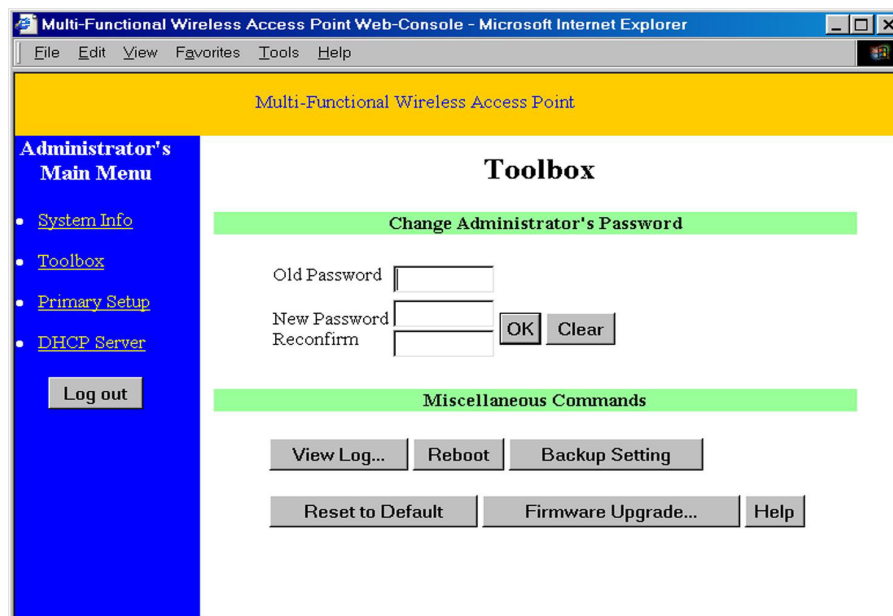 Multi-Functional Wireless Access Point Web-Console - Microsoft Internet Explorer
File Edit View Favorites Tools Help
Multi-Functional Wireless Access Point
Administrator's
Main Menu
System Info
Toolbox
Primary Setup
DHCP Server
Log out
Toolbox
Change Administrator's Password
Old Password
New Password
Reconfirm
OK Clear
Miscellaneous Commands
View Log... Reboot Backup Setting
Reset to Default Firmware Upgrade... Help